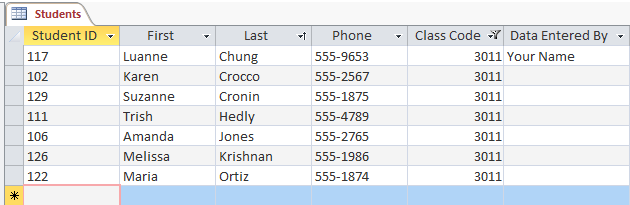 Students
Student ID First Last Phone Class Code Data Entered By
117 Luanne Chung 555-9653 3011 Your Name
102 Karen Crocco 555-2567 3011
129 Suzanne Cronin 555-1875 3011
111 Trish Hedly 555-4789 3011
106 Amanda Jones 555-2765 3011
126 Melissa Krishnan 555-1986 3011
122 Maria Ortiz 555-1874 3011